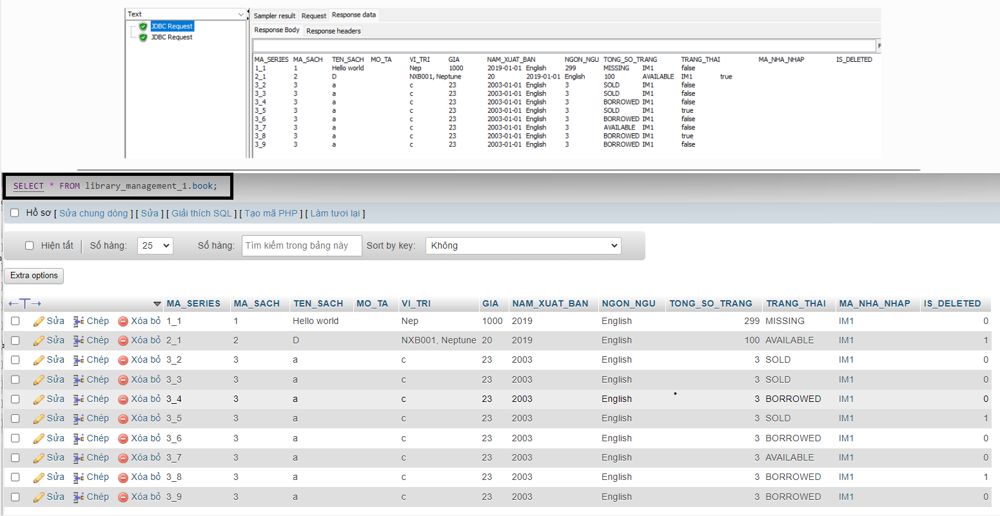 Text
JDBC Request
JDBC Request
Sampler result Request Response data
Response Body Response headers
F
MA_SERIES MA_SACH TEN_SACH MO_TA VI_TRI GIA NAM_XUAT_BAN NGON_NGU TONG_SO_TRANG TRANG_THAI MA_NHA_NHAP IS_DELETED
1_1 1 Hello world Nep 1000 2019-01-01 English 299 MISSING IM1 false
2_1 2 D NXB001, Neptune 20 2019-01-01 English 100 AVAILABLE IM1 true
3_2 3 a c 23 2003-01-01 English 3 SOLD IM1 false
3_3 3 a c 23 2003-01-01 English 3 SOLD IM1 false
3_4 3 a c 23 2003-01-01 English 3 BORROWED IM1 false
3_5 3 a c 23 2003-01-01 English 3 SOLD IM1 true
3_6 3 a c 23 2003-01-01 English 3 BORROWED IM1 false
3_7 3 a c 23 2003-01-01 English 3 AVAILABLE IM1 false
3_8 3 a c 23 2003-01-01 English 3 BORROWED IM1 true
3_9 3 a c 23 2003-01-01 English 3 BORROWED IM1 false
SELECT * FROM library_management_1.book;
Hồ sơ [ Sửa chung dòng ] [ Sửa ] [ Giải thích SQL ] [ Tạo mã PHP ] [ Làm tươi lại ]
Hiện tất | Số hàng: 25 Số hàng: Tìm kiếm trong bảng này Sort by key: Không
Extra options
←T→ MA_SERIES MA_SACH TEN_SACH MO_TA VI_TRI GIA NAM_XUAT_BAN NGON_NGU TONG_SO_TRANG TRANG_THAI MA_NHA_NHAP IS_DELETED
Sửa Chép Xóa bỏ 1_1 1 Hello world Nep 1000 2019 English 299 MISSING IM1 0
Sửa Chép Xóa bỏ 2_1 2 D NXB001, Neptune 20 2019 English 100 AVAILABLE IM1 1
Sửa Chép Xóa bỏ 3_2 3 a c 23 2003 English 3 SOLD IM1 0
Sửa Chép Xóa bỏ 3_3 3 a c 23 2003 English 3 SOLD IM1 0
Sửa Chép Xóa bỏ 3_4 3 a c 23 2003 English 3 BORROWED IM1 0
Sửa Chép Xóa bỏ 3_5 3 a c 23 2003 English 3 SOLD IM1 1
Sửa Chép Xóa bỏ 3_6 3 a c 23 2003 English 3 BORROWED IM1 0
Sửa Chép Xóa bỏ 3_7 3 a c 23 2003 English 3 AVAILABLE IM1 0
Sửa Chép Xóa bỏ 3_8 3 a c 23 2003 English 3 BORROWED IM1 1
Sửa Chép Xóa bỏ 3_9 3 a c 23 2003 English 3 BORROWED IM1 0